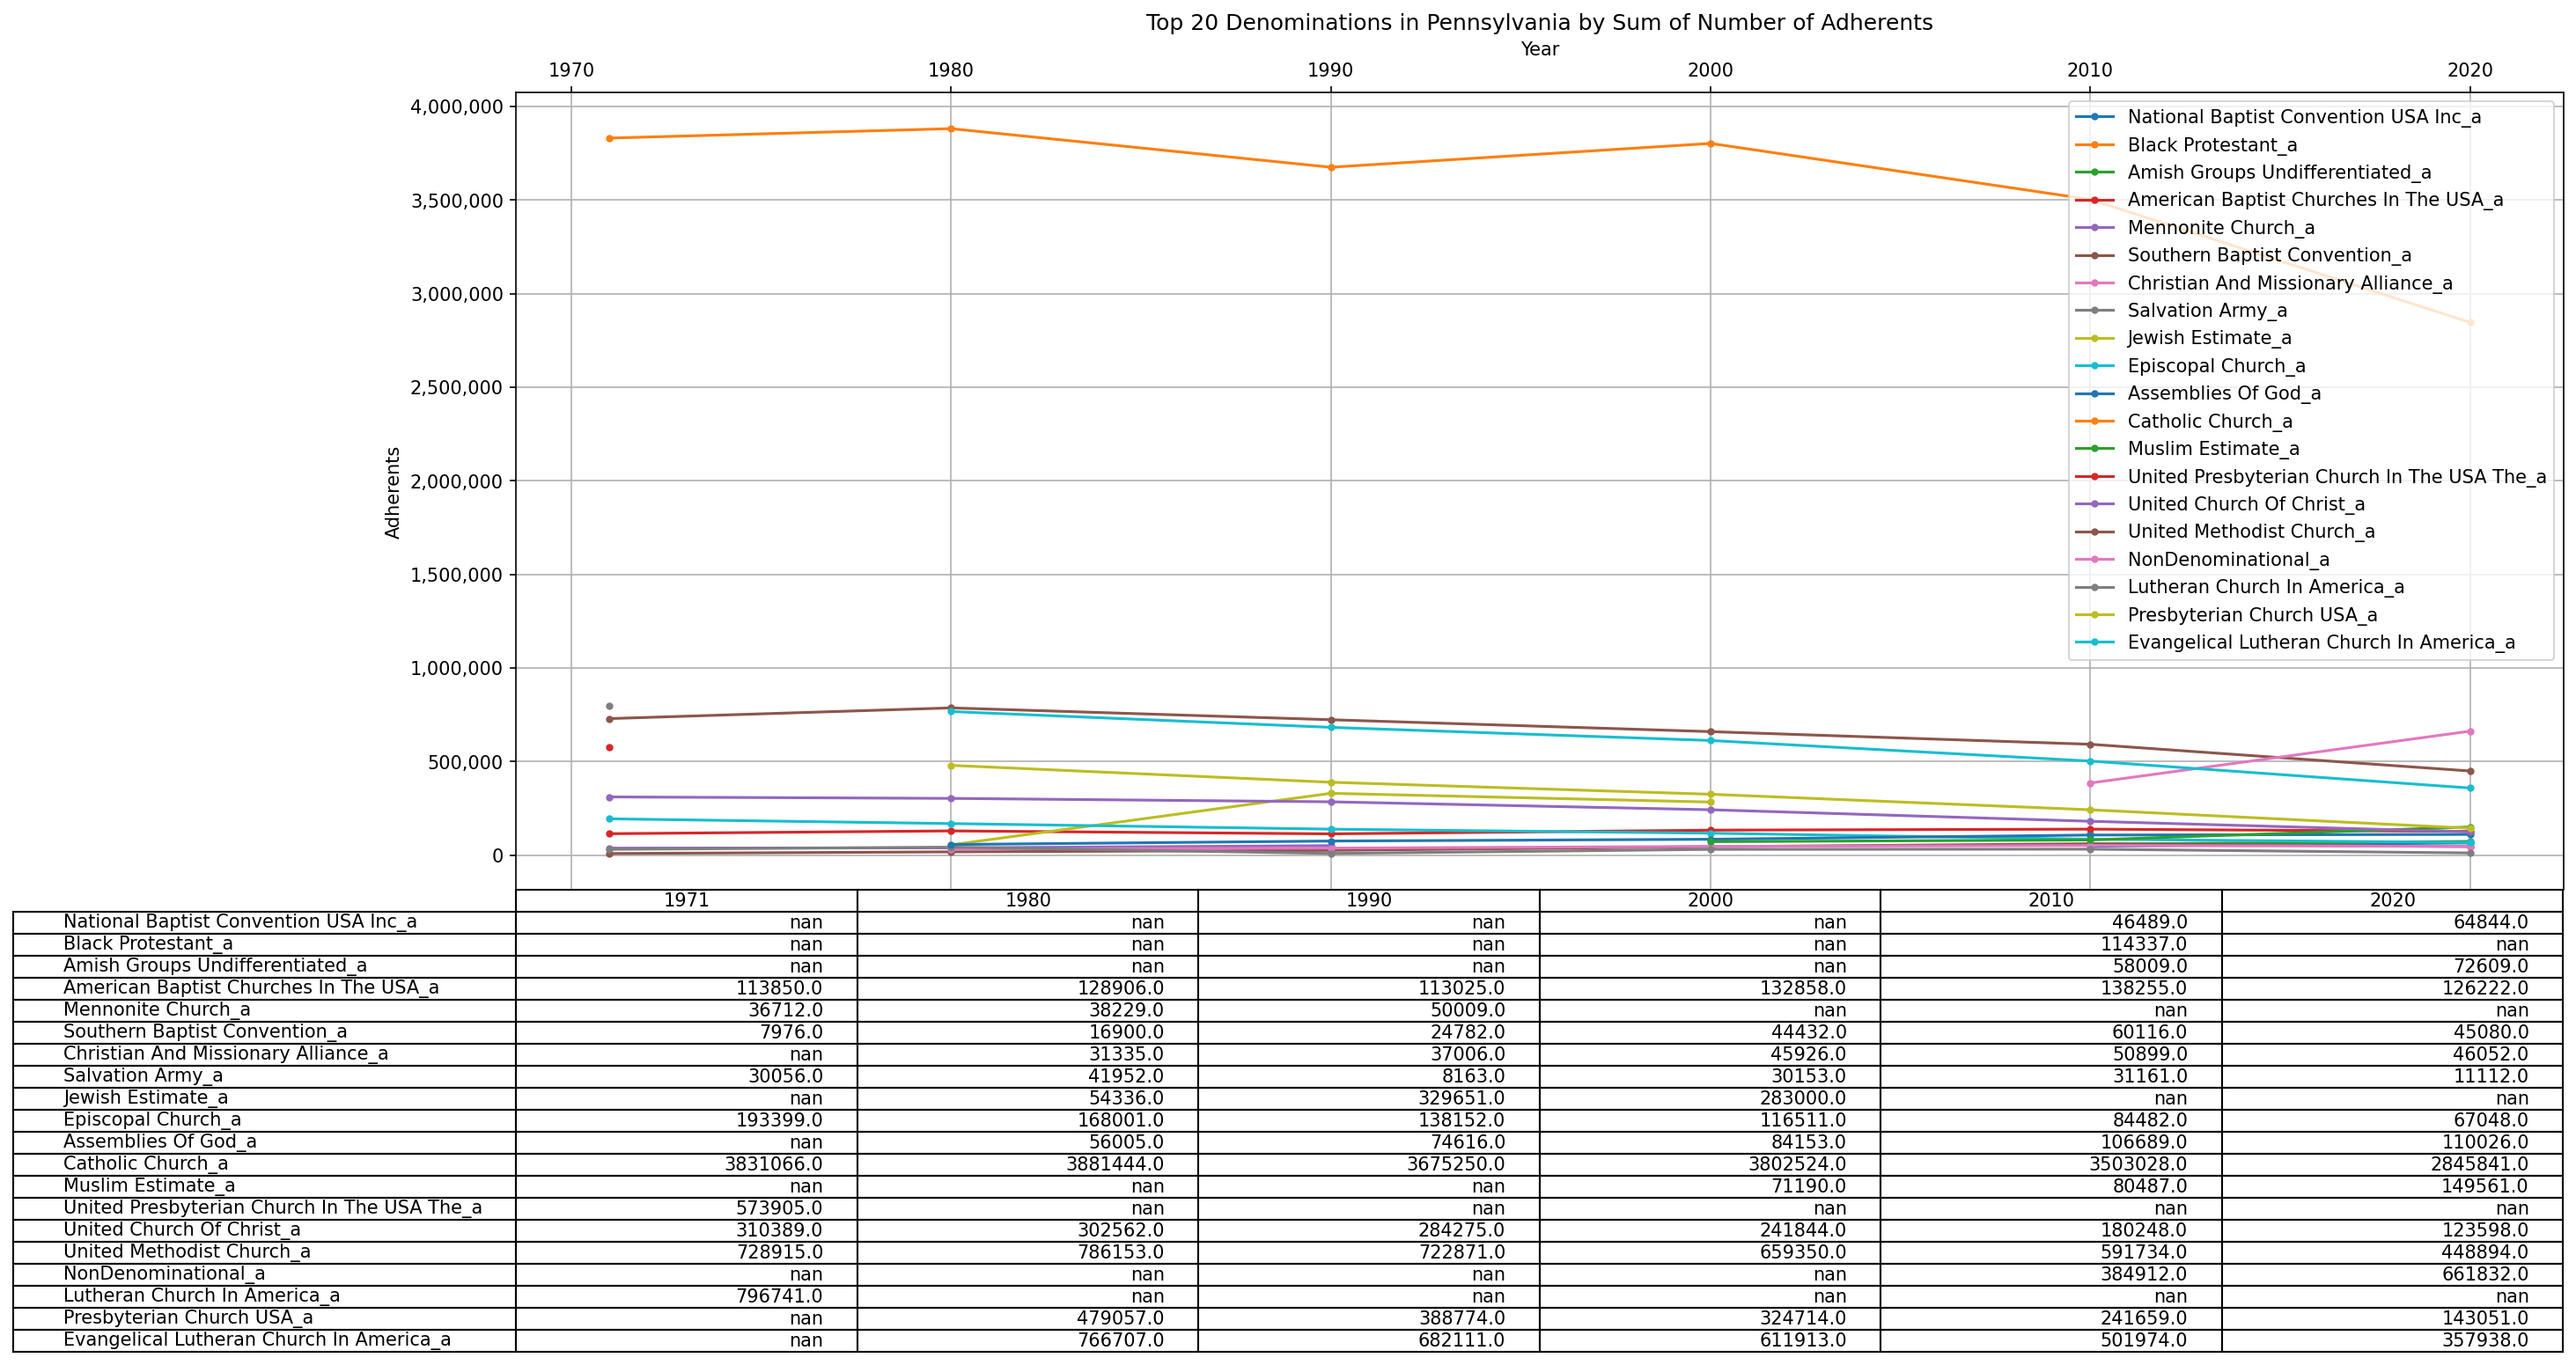 Top 20 Denominations in Pennsylvania by Sum of Number of Adherents
Year
1970 1980 1990 2000 2010 2020
4,000,000
3,500,000
3,000,000
2,500,000
2,000,000
1,500,000
1,000,000
500,000
0
Adherents
National Baptist Convention USA Inc_a
Black Protestant_a
Amish Groups Undifferentiated_a
American Baptist Churches In The USA_a
Mennonite Church_a
Southern Baptist Convention_a
Christian And Missionary Alliance_a
Salvation Army_a
Jewish Estimate_a
Episcopal Church_a
Assemblies Of God_a
Catholic Church_a
Muslim Estimate_a
United Presbyterian Church In The USA The_a
United Church Of Christ_a
United Methodist Church_a
NonDenominational_a
Lutheran Church In America_a
Presbyterian Church USA_a
Evangelical Lutheran Church In America_a
1971 1980 1990 2000 2010 2020
National Baptist Convention USA Inc_a nan nan nan nan 46489.0 64844.0
Black Protestant_a nan nan nan nan 114337.0 nan
Amish Groups Undifferentiated_a nan nan nan nan 58009.0 72609.0
American Baptist Churches In The USA_a 113850.0 128906.0 113025.0 132858.0 138255.0 126222.0
Mennonite Church_a 36712.0 38229.0 50009.0 nan nan nan
Southern Baptist Convention_a 7976.0 16900.0 24782.0 44432.0 60116.0 45080.0
Christian And Missionary Alliance_a nan 31335.0 37006.0 45926.0 50899.0 46052.0
Salvation Army_a 30056.0 41952.0 8163.0 30153.0 31161.0 11112.0
Jewish Estimate_a nan 54336.0 329651.0 283000.0 nan nan
Episcopal Church_a 193399.0 168001.0 138152.0 116511.0 84482.0 67048.0
Assemblies Of God_a nan 56005.0 74616.0 84153.0 106689.0 110026.0
Catholic Church_a 3831066.0 3881444.0 3675250.0 3802524.0 3503028.0 2845841.0
Muslim Estimate_a nan nan nan 71190.0 80487.0 149561.0
United Presbyterian Church In The USA The_a 573905.0 nan nan nan nan nan
United Church Of Christ_a 310389.0 302562.0 284275.0 241844.0 180248.0 123598.0
United Methodist Church_a 728915.0 786153.0 722871.0 659350.0 591734.0 448894.0
NonDenominational_a nan nan nan nan 384912.0 661832.0
Lutheran Church In America_a 796741.0 nan nan nan nan nan
Presbyterian Church USA_a nan 479057.0 388774.0 324714.0 241659.0 143051.0
Evangelical Lutheran Church In America_a nan 766707.0 682111.0 611913.0 501974.0 357938.0